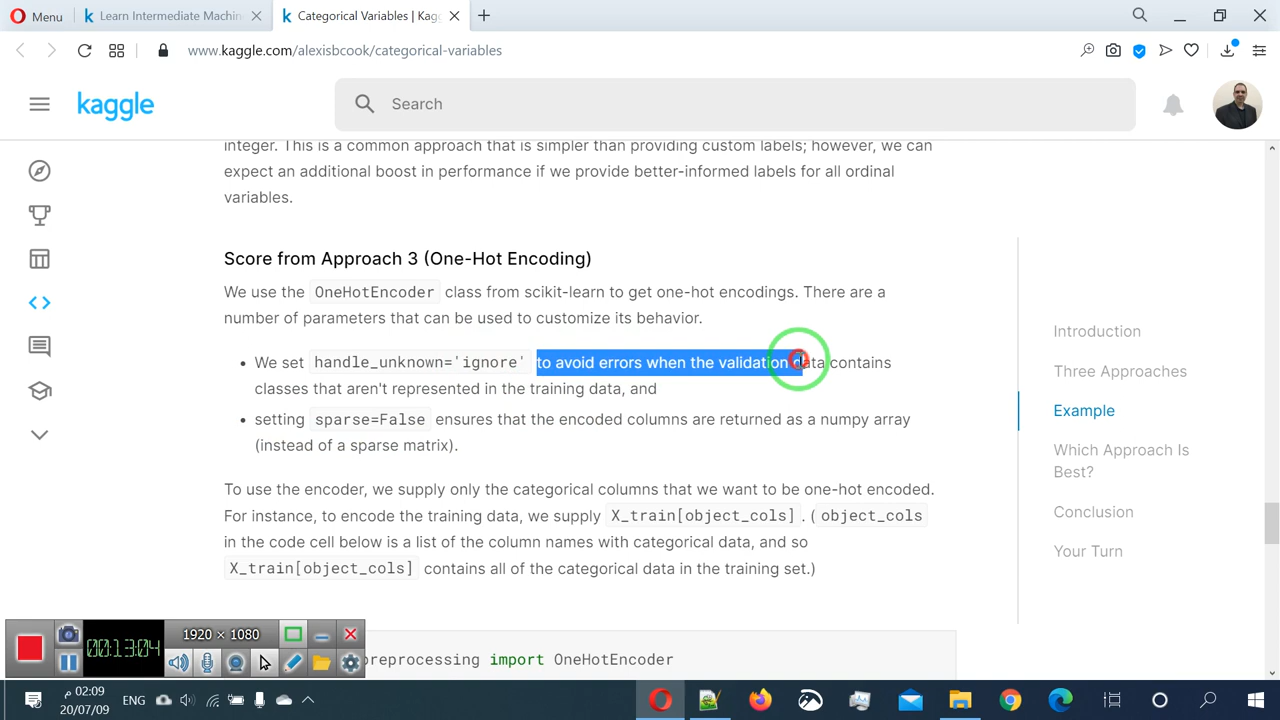 Menu
Learn Intermediate Machin
Categorical Variables | Kagg
www.kaggle.com/alexisbcook/categorical-variables
kaggle
Search
integer. This is a common approach that is simpler than providing custom labels; however, we can
expect an additional boost in performance if we provide better-informed labels for all ordinal
variables.
Score from Approach 3 (One-Hot Encoding)
We use the OneHotEncoder class from scikit-learn to get one-hot encodings. There are a
number of parameters that can be used to customize its behavior.
• We set handle_unknown='ignore' to avoid errors when the validation data contains
classes that aren't represented in the training data, and
• setting sparse=False ensures that the encoded columns are returned as a numpy array
(instead of a sparse matrix).
To use the encoder, we supply only the categorical columns that we want to be one-hot encoded.
For instance, to encode the training data, we supply X_train[object_cols]. ( object_cols
in the code cell below is a list of the column names with categorical data, and so
X_train[object_cols] contains all of the categorical data in the training set.)
Introduction
Three Approaches
Example
Which Approach Is
Best?
Conclusion
Your Turn
preprocessing import OneHotEncoder
00:13:04
1920 × 1080
02:09 م
20/07/09
ENG